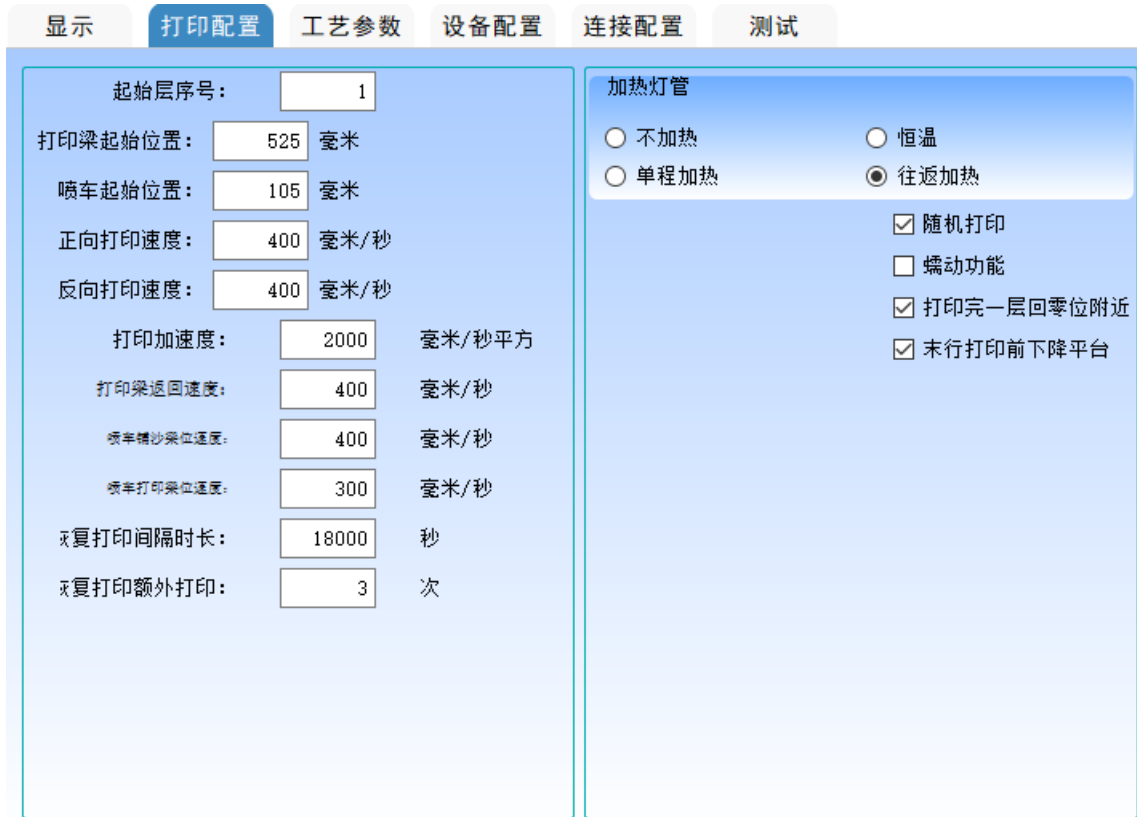 显示 打印配置 工艺参数 设备配置 连接配置 测试
起始层序号: 1
打印梁起始位置: 525 毫米
喷车起始位置: 105 毫米
正向打印速度: 400 毫米/秒
反向打印速度: 400 毫米/秒
打印加速度: 2000 毫米/秒平方
打印梁返回速度: 400 毫米/秒
喷车铺沙梁位速度: 400 毫米/秒
喷车打印梁位速度: 300 毫米/秒
恢复打印间隔时长: 18000 秒
恢复打印额外打印: 3 次
加热灯管
不加热 恒温
单程加热 往返加热
随机打印
蠕动功能
打印完一层回零位附近
末行打印前下降平台